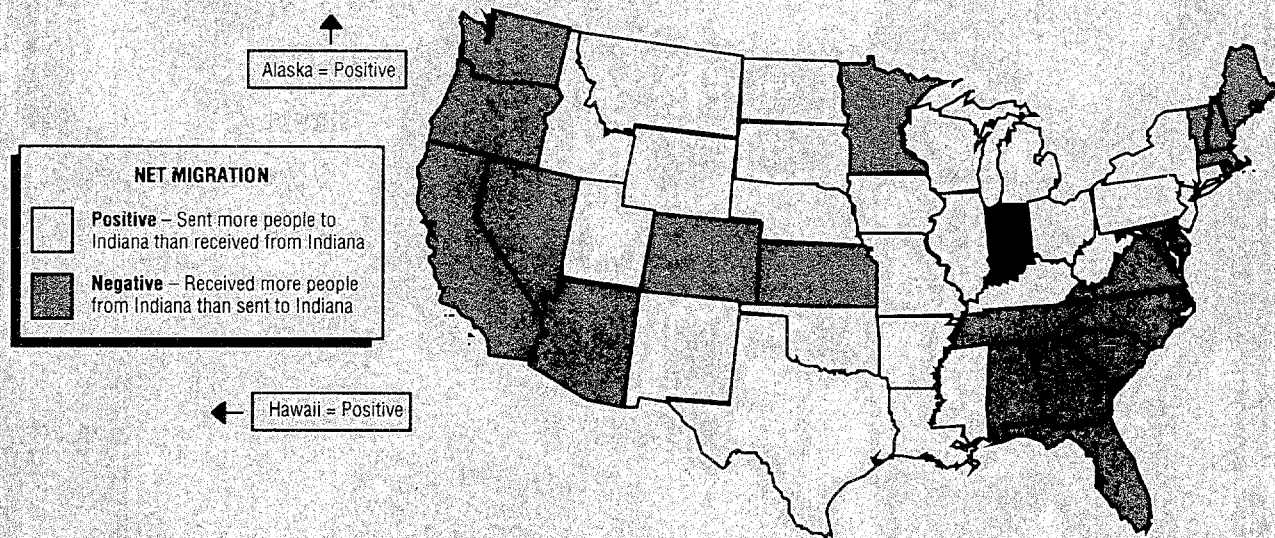 Alaska = Positive
NET MIGRATION
Positive – Sent more people to
Indiana than received from Indiana
Negative – Received more people
from Indiana than sent to Indiana
Hawaii = Positive